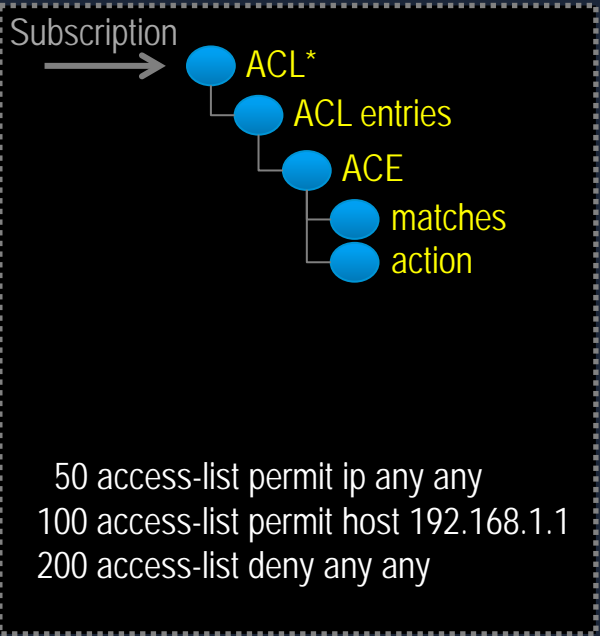 Subscription
ACL*
ACL entries
ACE
matches
action
50 access-list permit ip any any
100 access-list permit host 192.168.1.1
200 access-list deny any any